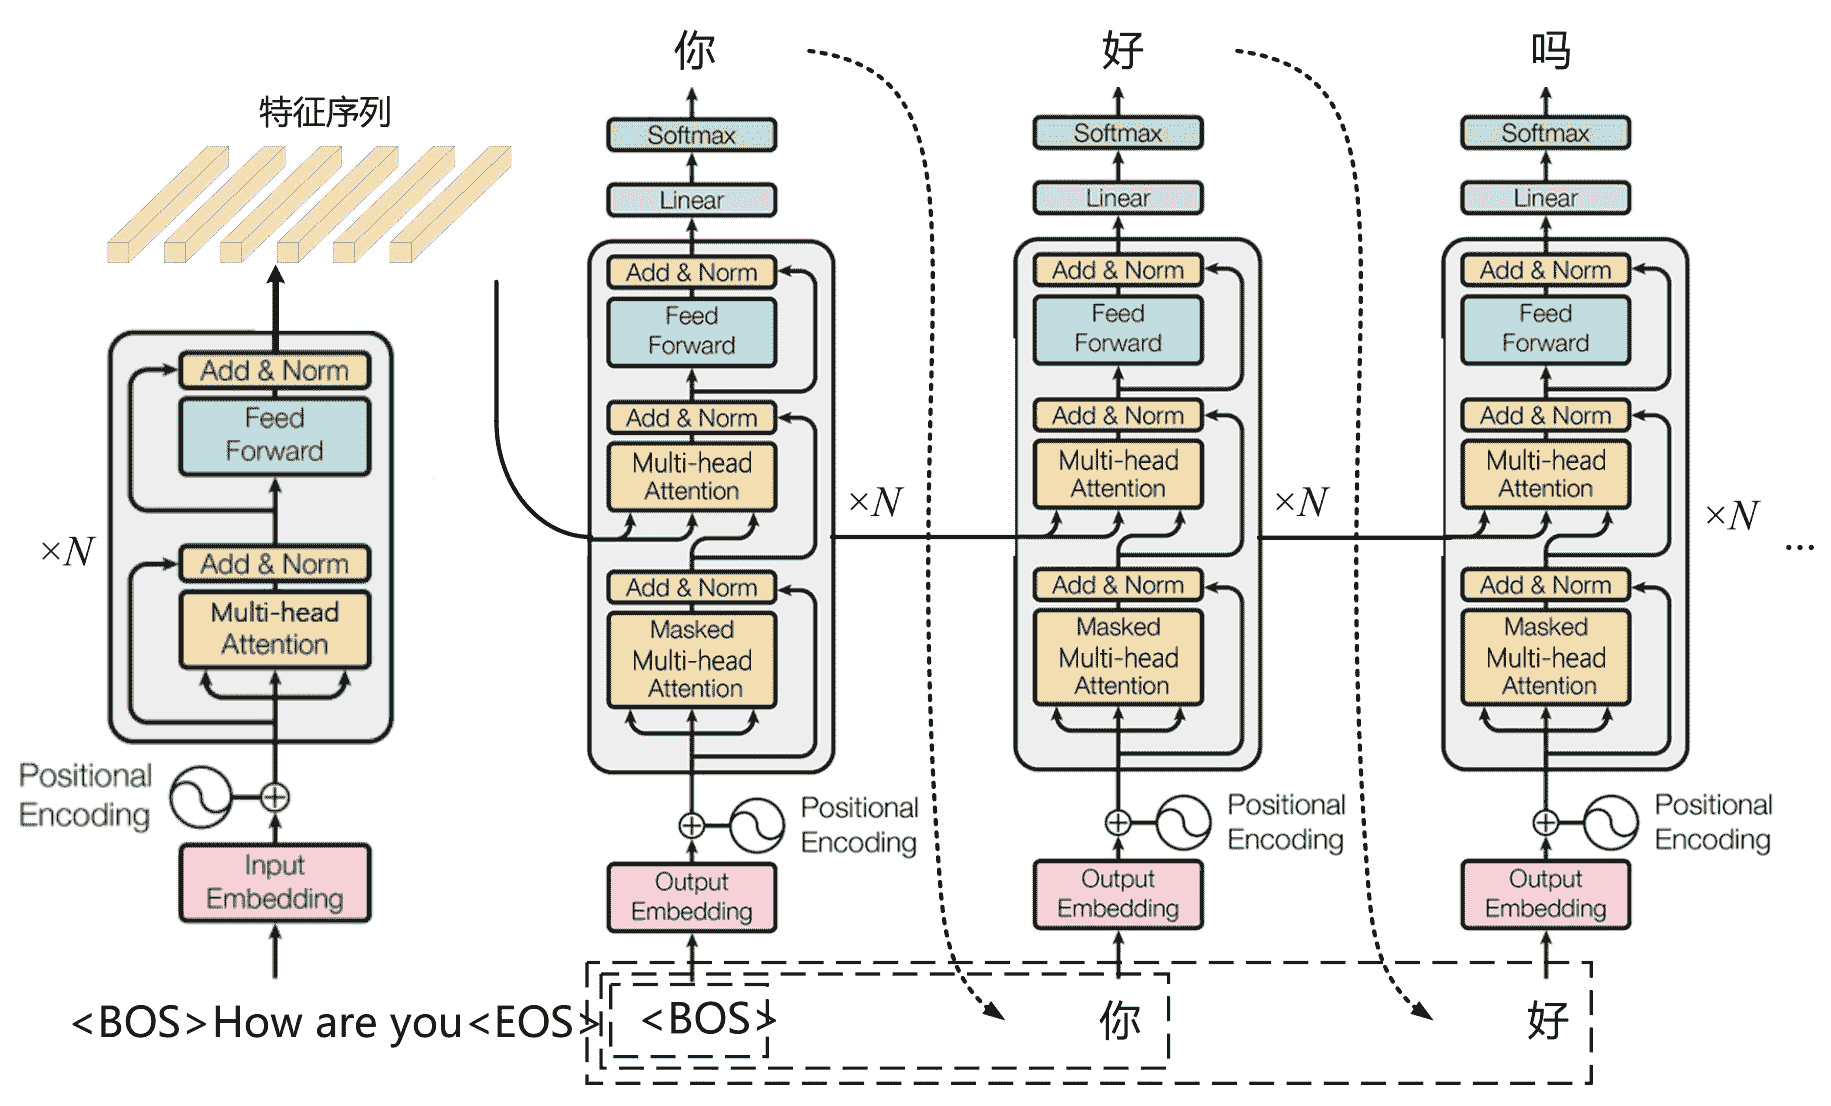 特征序列
Add & Norm
Feed
Forward
Add & Norm
Multi-head
Attention
×N
Positional
Encoding
Input
Embedding
<BOS>How are you<EOS>
你
Softmax
Linear
Add & Norm
Feed
Forward
Add & Norm
Multi-head
Attention
×N
Add & Norm
Masked
Multi-head
Attention
Positional
Encoding
Output
Embedding
<BOS>
好
Softmax
Linear
Add & Norm
Feed
Forward
Add & Norm
Multi-head
Attention
×N
Add & Norm
Masked
Multi-head
Attention
Positional
Encoding
Output
Embedding
你
吗
Softmax
Linear
Add & Norm
Feed
Forward
Add & Norm
Multi-head
Attention
×N
Add & Norm
Masked
Multi-head
Attention
Positional
Encoding
Output
Embedding
好
...